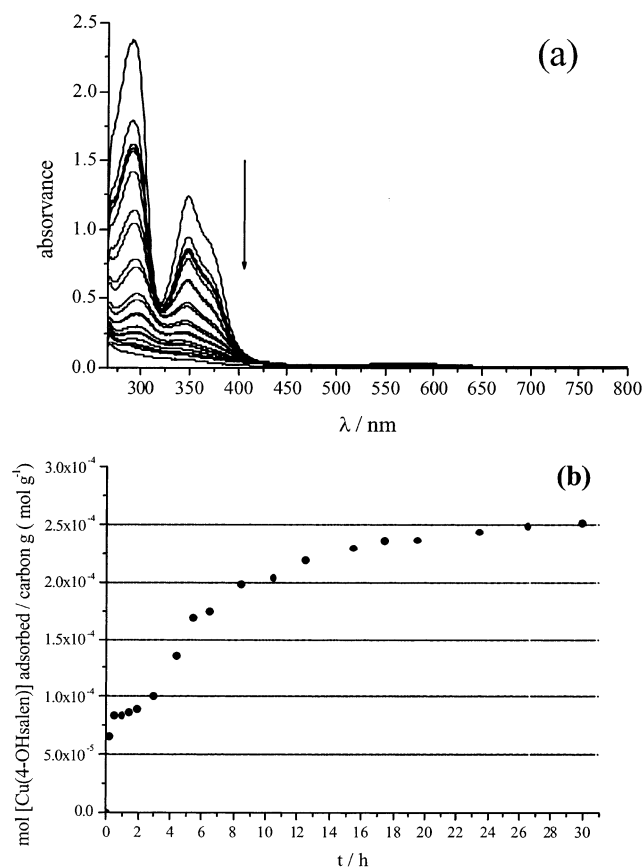 (a)
2.5
2.0
1.5
1.0
0.5
0.0
absorvance
300 350 400 450 500 550 600 650 700 750 800
λ / nm
(b)
3.0x10⁻⁴
2.5x10⁻⁴
2.0x10⁻⁴
1.5x10⁻⁴
1.0x10⁻⁴
5.0x10⁻⁵
0.0
mol [Cu(4-OHsalen)] adsorbed / carbon g ( mol g⁻¹)
0 2 4 6 8 10 12 14 16 18 20 22 24 26 28 30
t / h